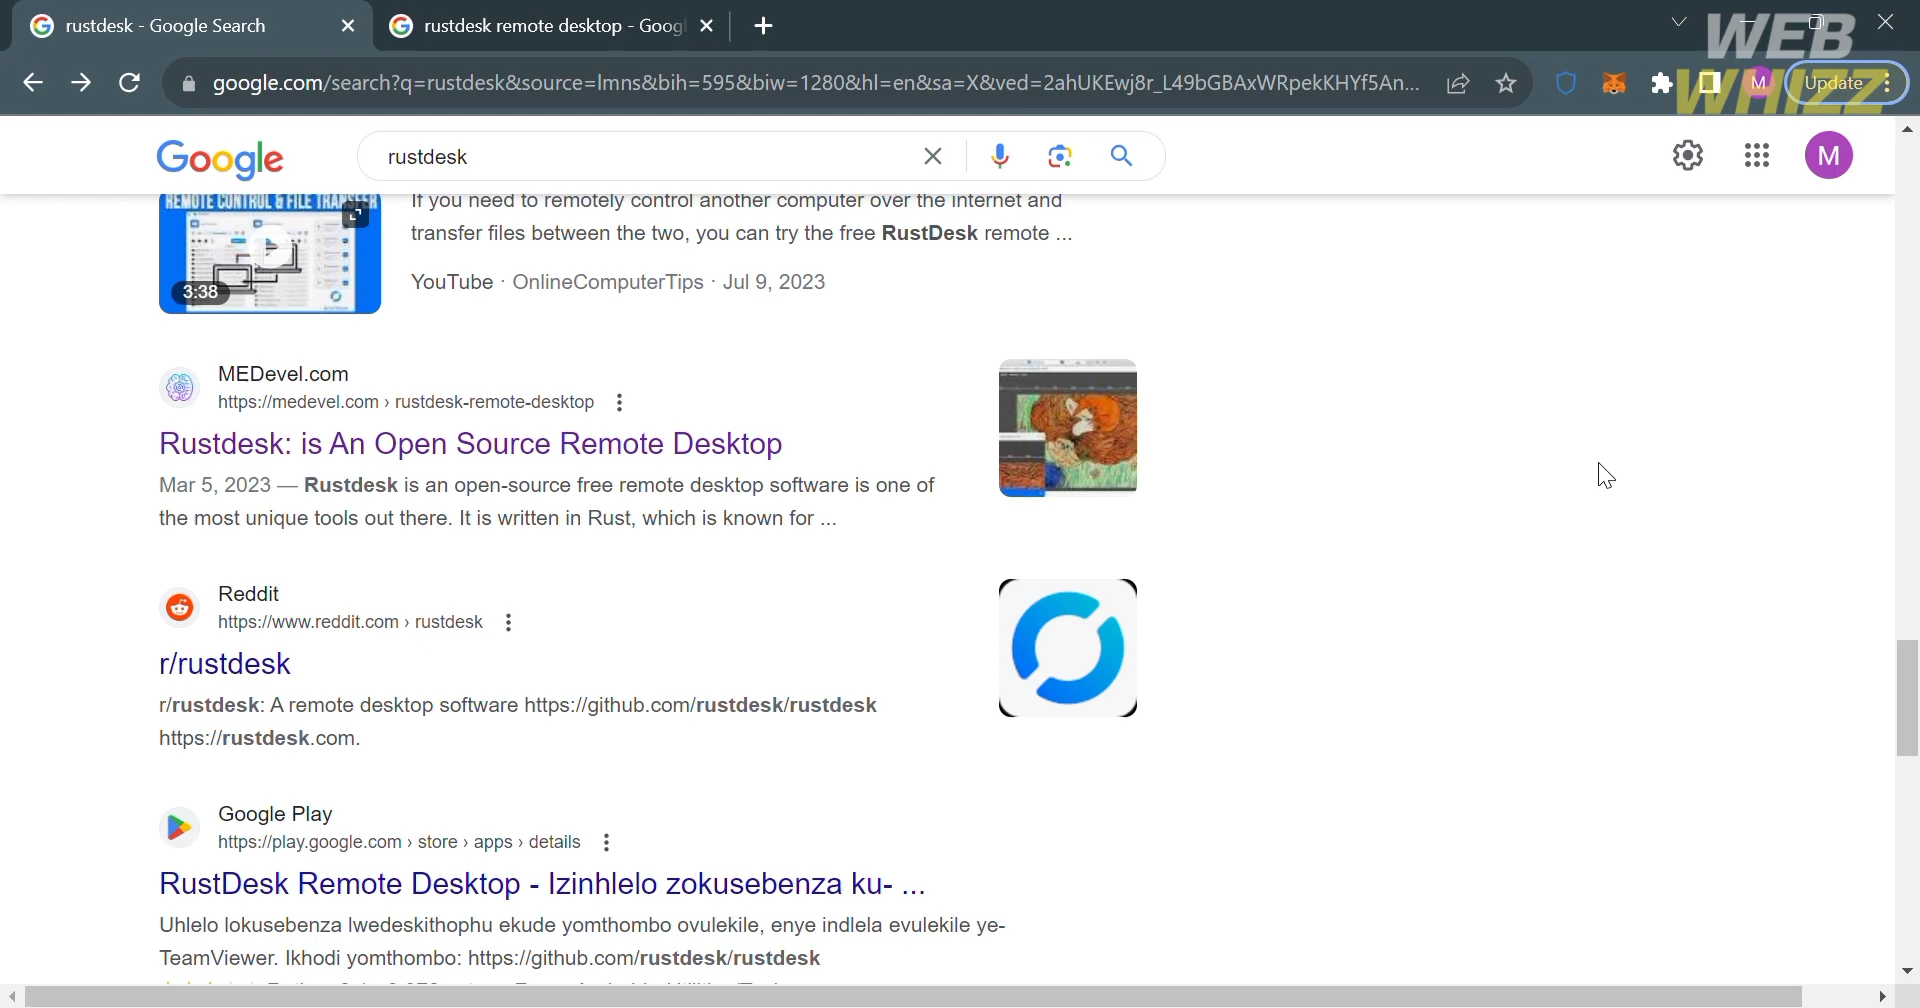 rustdesk - Google Search
rustdesk remote desktop - Goog
WEB
WHIZZ
google.com/search?q=rustdesk&source=lmns&bih=595&biw=1280&hl=en&sa=X&ved=2ahUKEwj8r_L49bGBAxWRpekKHYf5An...
M
Update
Google
rustdesk
M
REMOTE CONTROL & FILE TRANSFER
3:38
If you need to remotely control another computer over the internet and
transfer files between the two, you can try the free RustDesk remote ...
YouTube · OnlineComputerTips · Jul 9, 2023
MEDevel.com
https://medevel.com › rustdesk-remote-desktop
Rustdesk: is An Open Source Remote Desktop
Mar 5, 2023 — Rustdesk is an open-source free remote desktop software is one of
the most unique tools out there. It is written in Rust, which is known for ...
Reddit
https://www.reddit.com › rustdesk
r/rustdesk
r/rustdesk: A remote desktop software https://github.com/rustdesk/rustdesk
https://rustdesk.com.
Google Play
https://play.google.com › store › apps › details
RustDesk Remote Desktop - Izinhlelo zokusebenza ku- ...
Uhlelo lokusebenza lwedeskithophu ekude yomthombo ovulekile, enye indlela evulekile ye-
TeamViewer. Ikhodi yomthombo: https://github.com/rustdesk/rustdesk